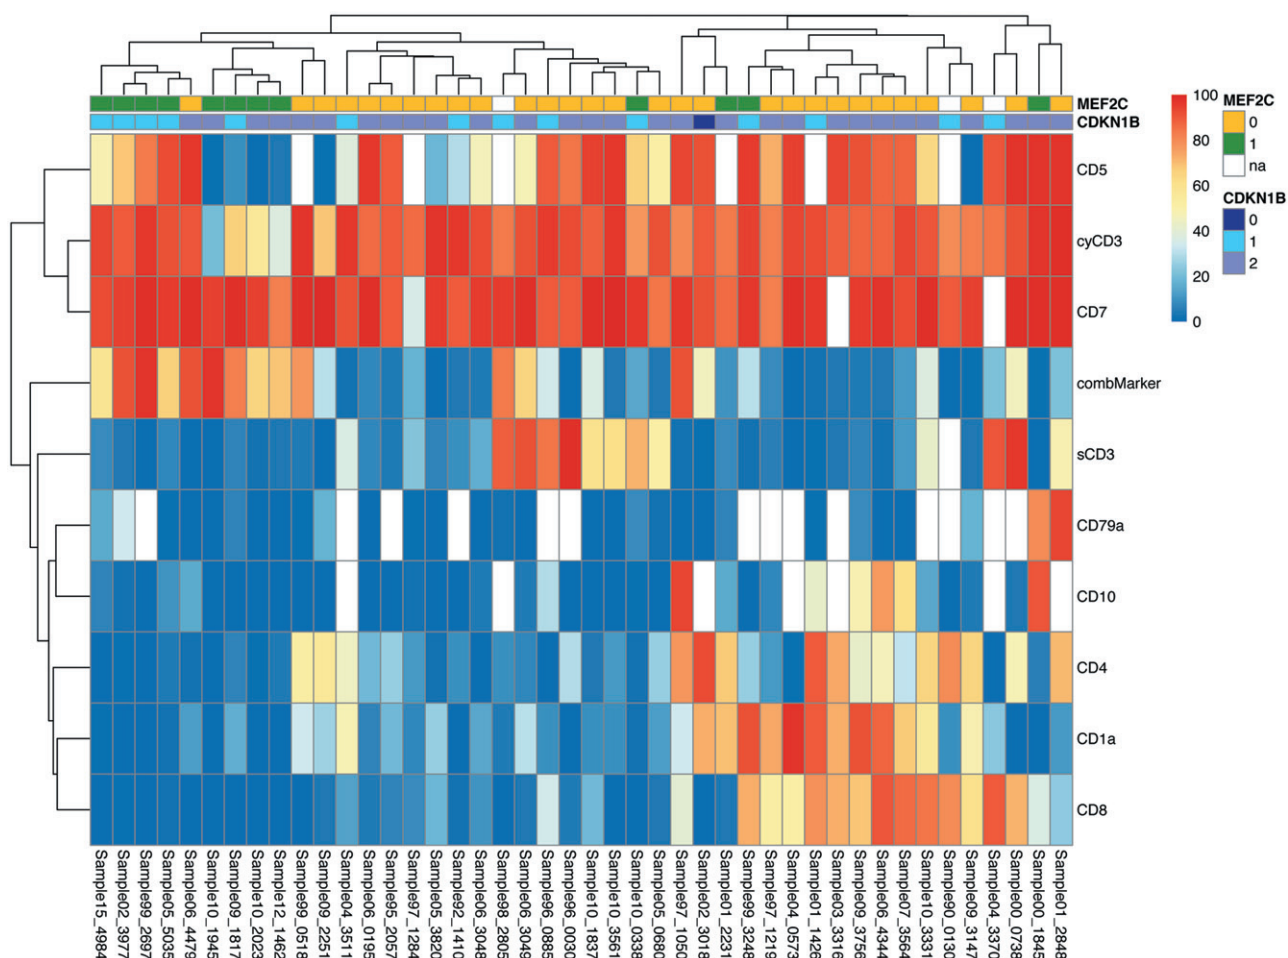 MEF2C
CDKN1B
CD5
cyCD3
CD7
combMarker
sCD3
CD79a
CD10
CD4
CD1a
CD8
100
80
60
40
20
0
MEF2C
0
1
na
CDKN1B
0
1
2
Sample15_4984
Sample02_3977
Sample99_2697
Sample05_5035
Sample06_4479
Sample10_1945
Sample09_1817
Sample10_2023
Sample12_1462
Sample99_0518
Sample09_2251
Sample04_3511
Sample06_0195
Sample95_2057
Sample97_1284
Sample05_3820
Sample92_1410
Sample06_3048
Sample98_2805
Sample06_3049
Sample96_0885
Sample96_0030
Sample10_1837
Sample10_3561
Sample10_0338
Sample05_0680
Sample97_1050
Sample02_3018
Sample01_2231
Sample99_3248
Sample97_1219
Sample04_0573
Sample01_1426
Sample03_3316
Sample09_3756
Sample06_4344
Sample07_3564
Sample10_3331
Sample90_0130
Sample09_3147
Sample04_3370
Sample00_0738
Sample00_1845
Sample01_2848